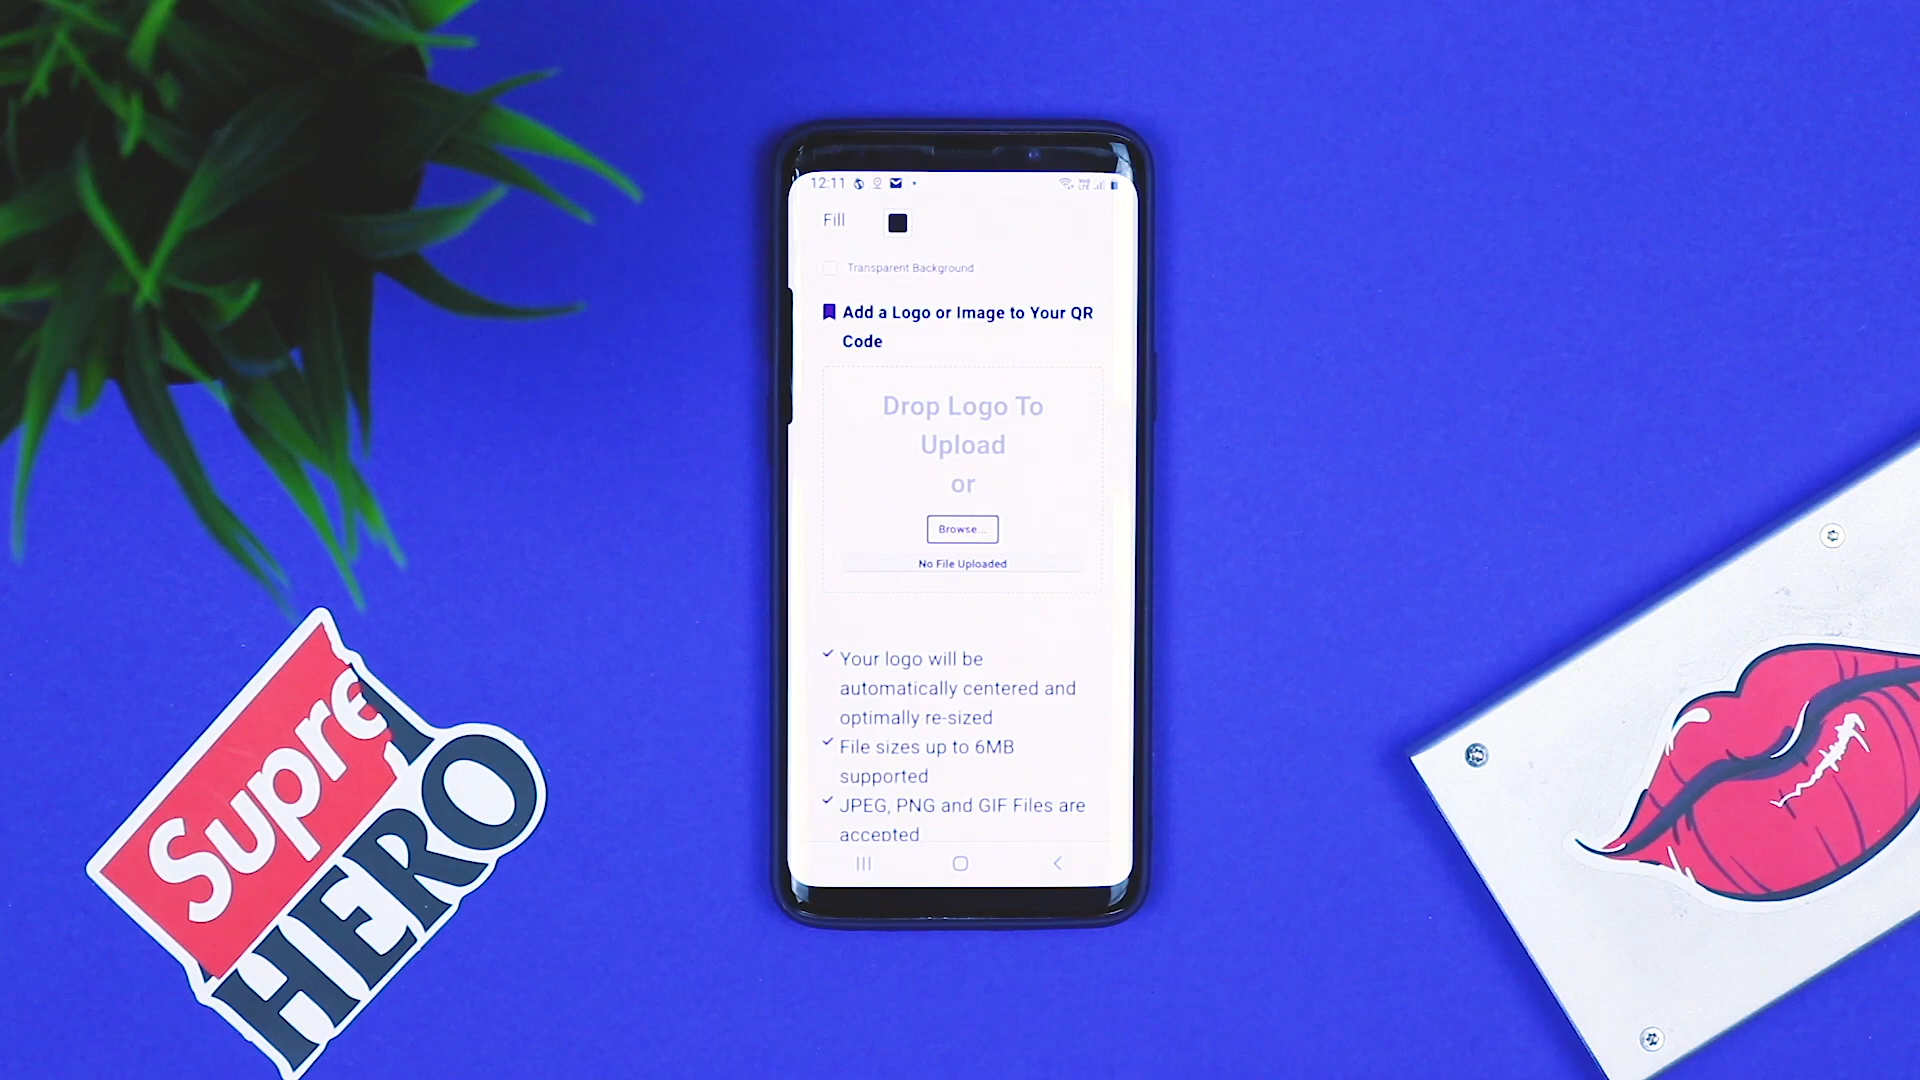 12:11
Fill
Transparent Background
Add a Logo or Image to Your QR
Code
Drop Logo To
Upload
or
Browse...
No File Uploaded
Your logo will be
automatically centered and
optimally re-sized
File sizes up to 6MB
supported
JPEG, PNG and GIF Files are
accepted
Supre
HERO